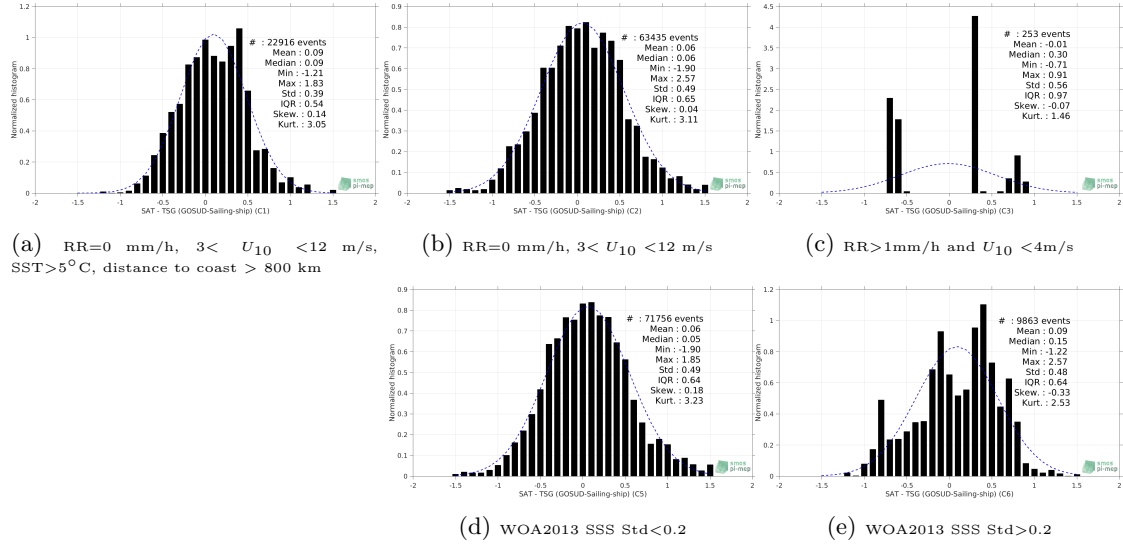 1.2
1
0.8
0.6
0.4
0.2
0
-2 -1.5 -1 -0.5 0 0.5 1 1.5 2
Normalized histogram
SAT - TSG (GOSUD-Sailing-ship) (C1)
# : 22916 events
Mean : 0.09
Median : 0.09
Min : -1.21
Max : 1.83
Std : 0.39
IQR : 0.54
Skew. : 0.14
Kurt. : 3.05
smos
pi-mep
(a) RR=0 mm/h, 3< U10 <12 m/s,
SST>5°C, distance to coast > 800 km
0.9
0.8
0.7
0.6
0.5
0.4
0.3
0.2
0.1
0
-2 -1.5 -1 -0.5 0 0.5 1 1.5 2
Normalized histogram
SAT - TSG (GOSUD-Sailing-ship) (C2)
# : 63435 events
Mean : 0.06
Median : 0.06
Min : -1.90
Max : 2.57
Std : 0.49
IQR : 0.65
Skew. : 0.04
Kurt. : 3.11
smos
pi-mep
(b) RR=0 mm/h, 3< U10 <12 m/s
4.5
4
3.5
3
2.5
2
1.5
1
0.5
0
-2 -1.5 -1 -0.5 0 0.5 1 1.5 2
Normalized histogram
SAT - TSG (GOSUD-Sailing-ship) (C3)
# : 253 events
Mean : -0.01
Median : 0.30
Min : -0.71
Max : 0.91
Std : 0.56
IQR : 0.97
Skew. : -0.07
Kurt. : 1.46
smos
pi-mep
(c) RR>1mm/h and U10 <4m/s
0.9
0.8
0.7
0.6
0.5
0.4
0.3
0.2
0.1
0
-2 -1.5 -1 -0.5 0 0.5 1 1.5 2
Normalized histogram
SAT - TSG (GOSUD-Sailing-ship) (C5)
# : 71756 events
Mean : 0.06
Median : 0.05
Min : -1.90
Max : 1.85
Std : 0.49
IQR : 0.64
Skew. : 0.18
Kurt. : 3.23
smos
pi-mep
(d) WOA2013 SSS Std<0.2
1.2
1
0.8
0.6
0.4
0.2
0
-2 -1.5 -1 -0.5 0 0.5 1 1.5 2
Normalized histogram
SAT - TSG (GOSUD-Sailing-ship) (C6)
# : 9863 events
Mean : 0.09
Median : 0.15
Min : -1.22
Max : 2.57
Std : 0.48
IQR : 0.64
Skew. : -0.33
Kurt. : 2.53
smos
pi-mep
(e) WOA2013 SSS Std>0.2